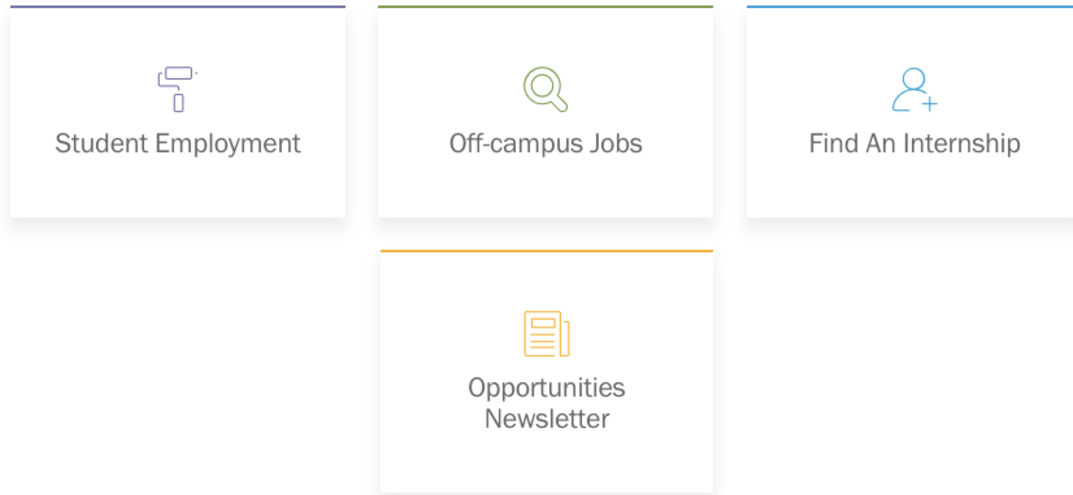 Student Employment
Off-campus Jobs
Find An Internship
Opportunities
Newsletter